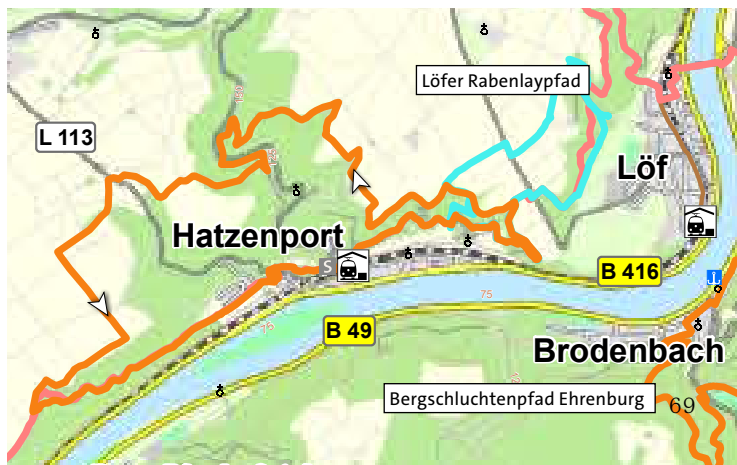 Löfer Rabenlaypfad
L 113
Löf
Hatzenport
S
B 416
75
75
B 49
Brodenbach
Bergschluchtenpfad Ehrenburg
69